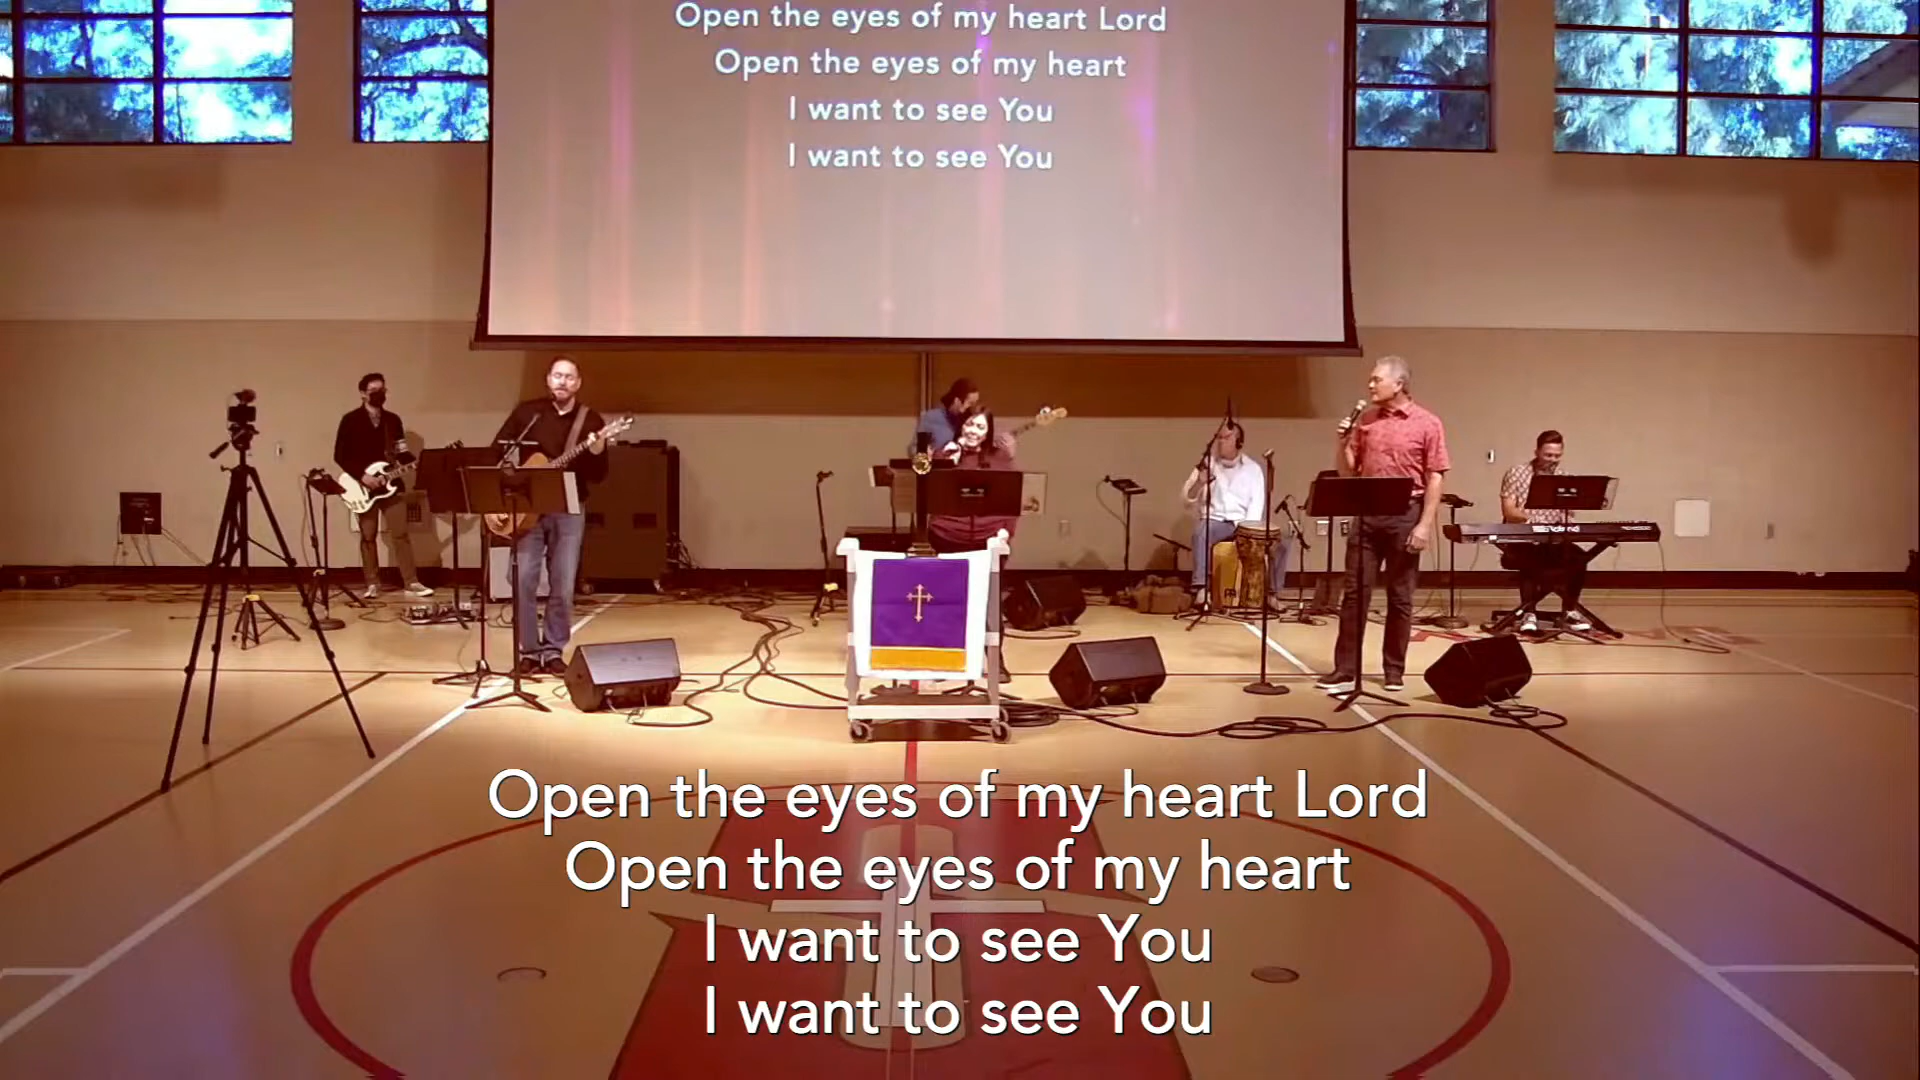 Open the eyes of my heart Lord
Open the eyes of my heart
I want to see You
I want to see You
Roland
Open the eyes of my heart Lord
Open the eyes of my heart
I want to see You
I want to see You